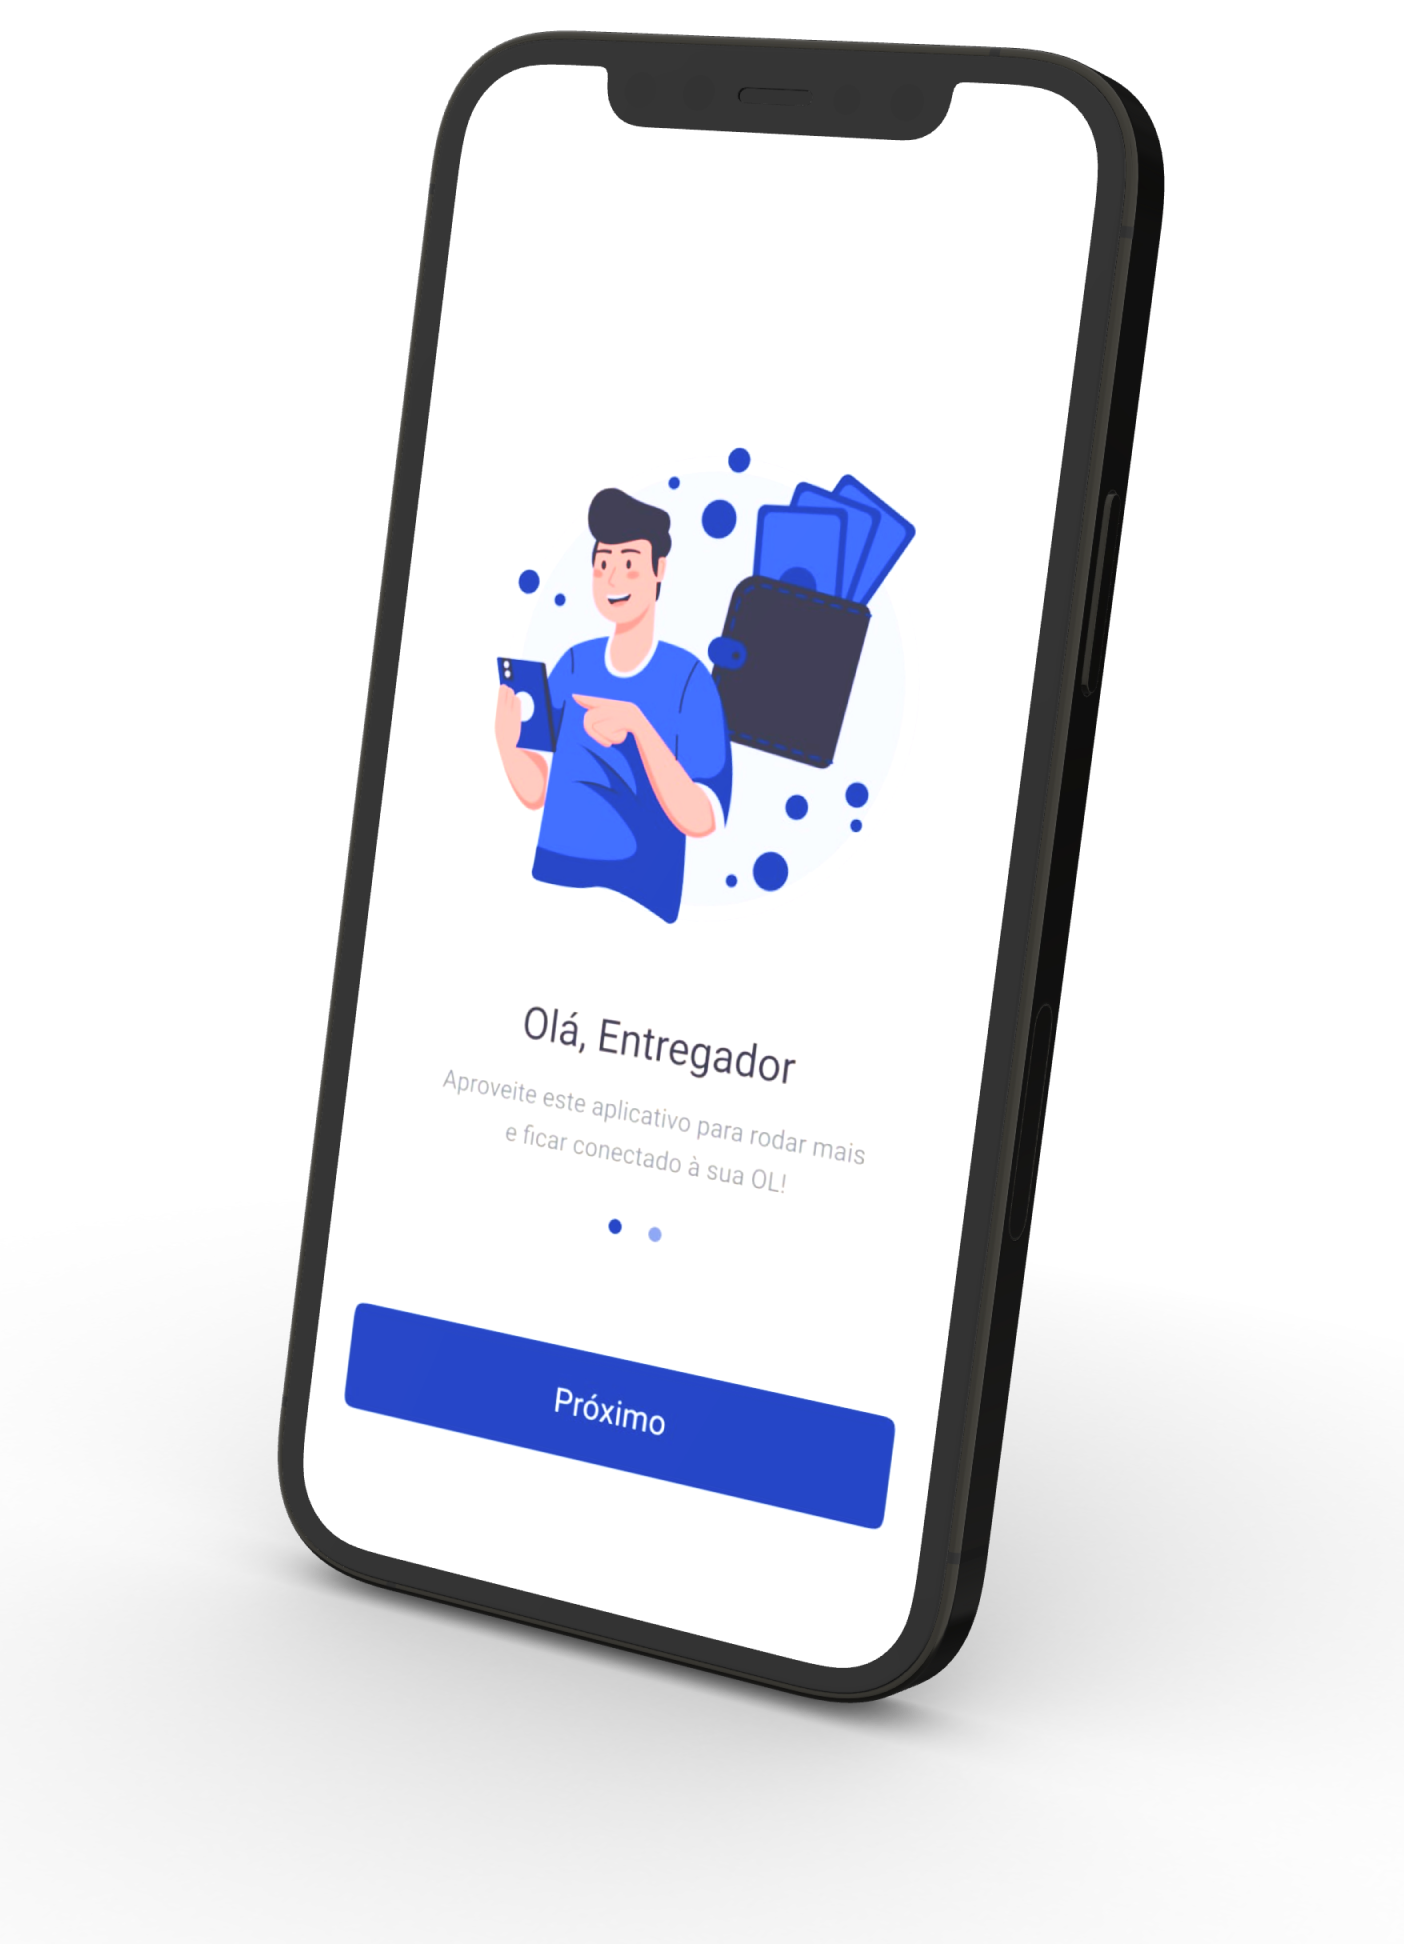 Olá, Entregador
Aproveite este aplicativo para rodar mais
e ficar conectado à sua OL!
Próximo